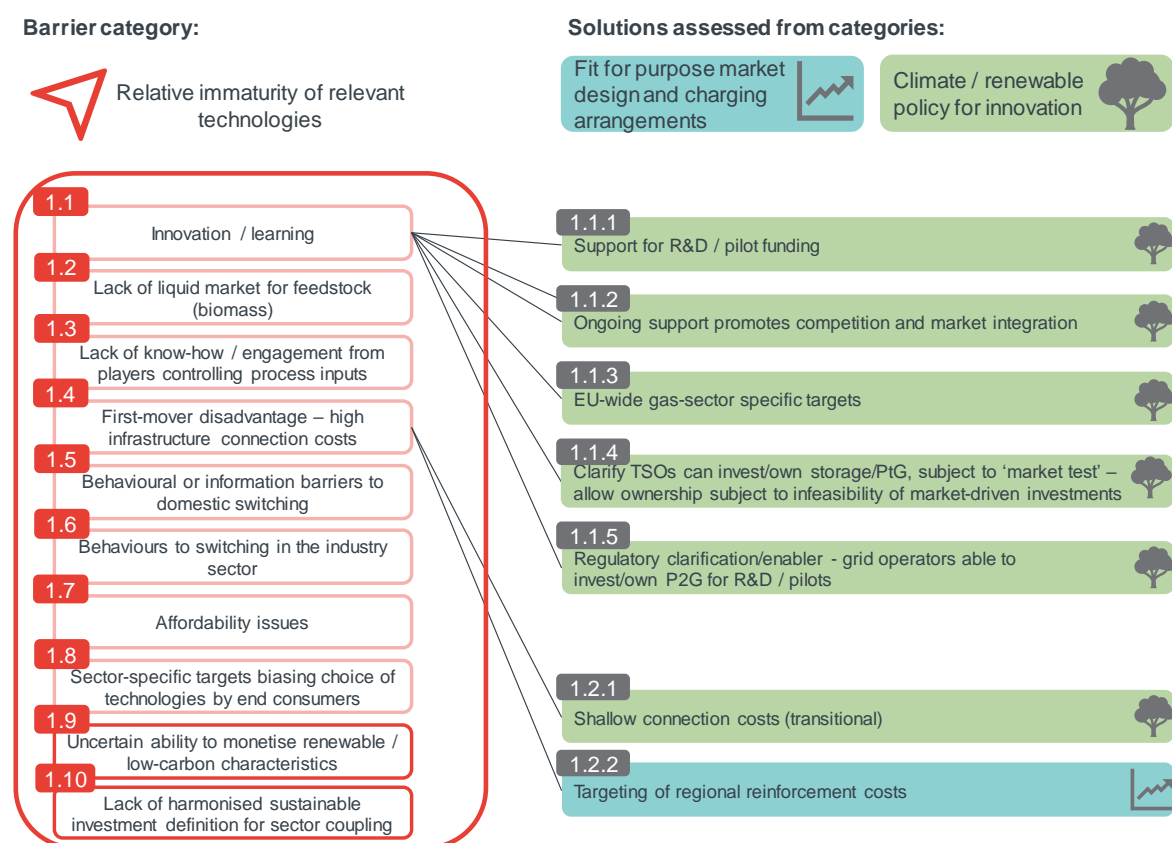 Barrier category:
Relative immaturity of relevant
technologies
1.1
Innovation / learning
1.2
Lack of liquid market for feedstock
(biomass)
1.3
Lack of know-how / engagement from
players controlling process inputs
1.4
First-mover disadvantage – high
infrastructure connection costs
1.5
Behavioural or information barriers to
domestic switching
1.6
Behaviours to switching in the industry
sector
1.7
Affordability issues
1.8
Sector-specific targets biasing choice of
technologies by end consumers
1.9
Uncertain ability to monetise renewable /
low-carbon characteristics
1.10
Lack of harmonised sustainable
investment definition for sector coupling
Solutions assessed from categories:
Fit for purpose market
design and charging
arrangements
Climate / renewable
policy for innovation
1.1.1
Support for R&D / pilot funding
1.1.2
Ongoing support promotes competition and market integration
1.1.3
EU-wide gas-sector specific targets
1.1.4
Clarify TSOs can invest/own storage/PtG, subject to ‘market test’ –
allow ownership subject to infeasibility of market-driven investments
1.1.5
Regulatory clarification/enabler - grid operators able to
invest/own P2G for R&D / pilots
1.2.1
Shallow connection costs (transitional)
1.2.2
Targeting of regional reinforcement costs